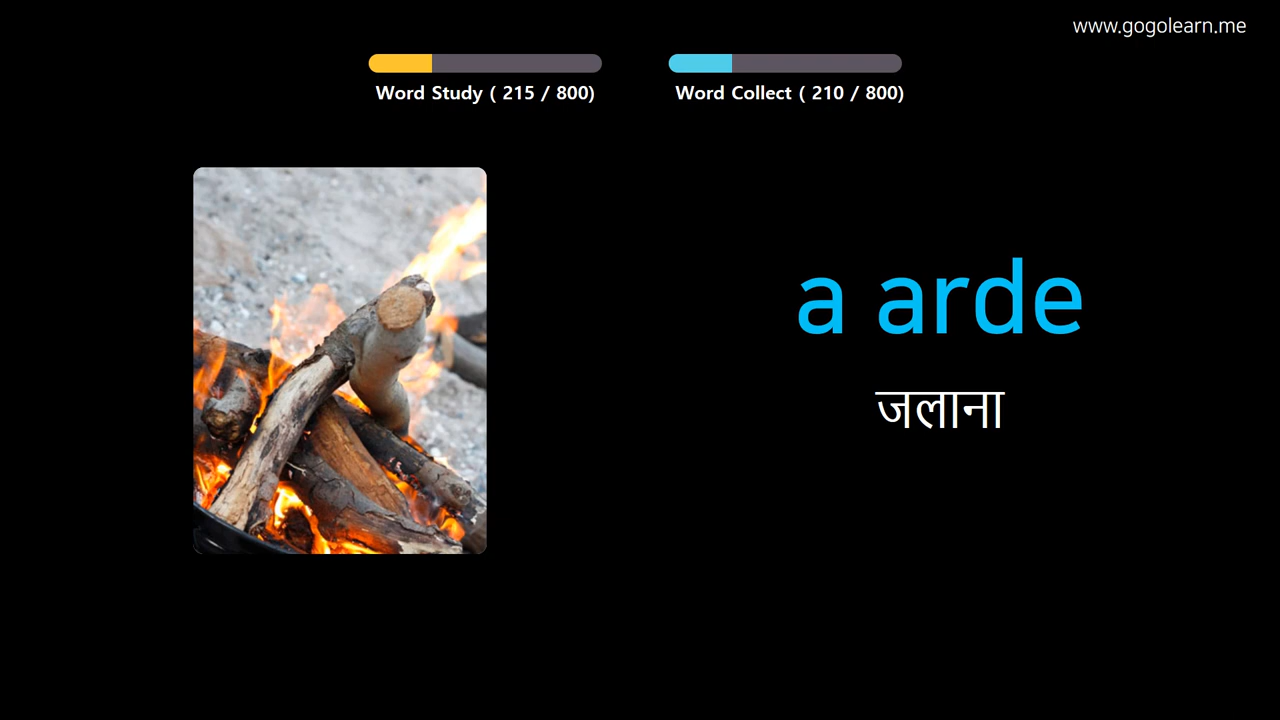 www.gogolearn.me
Word Study ( 215 / 800)
Word Collect ( 210 / 800)
a arde
जलाना